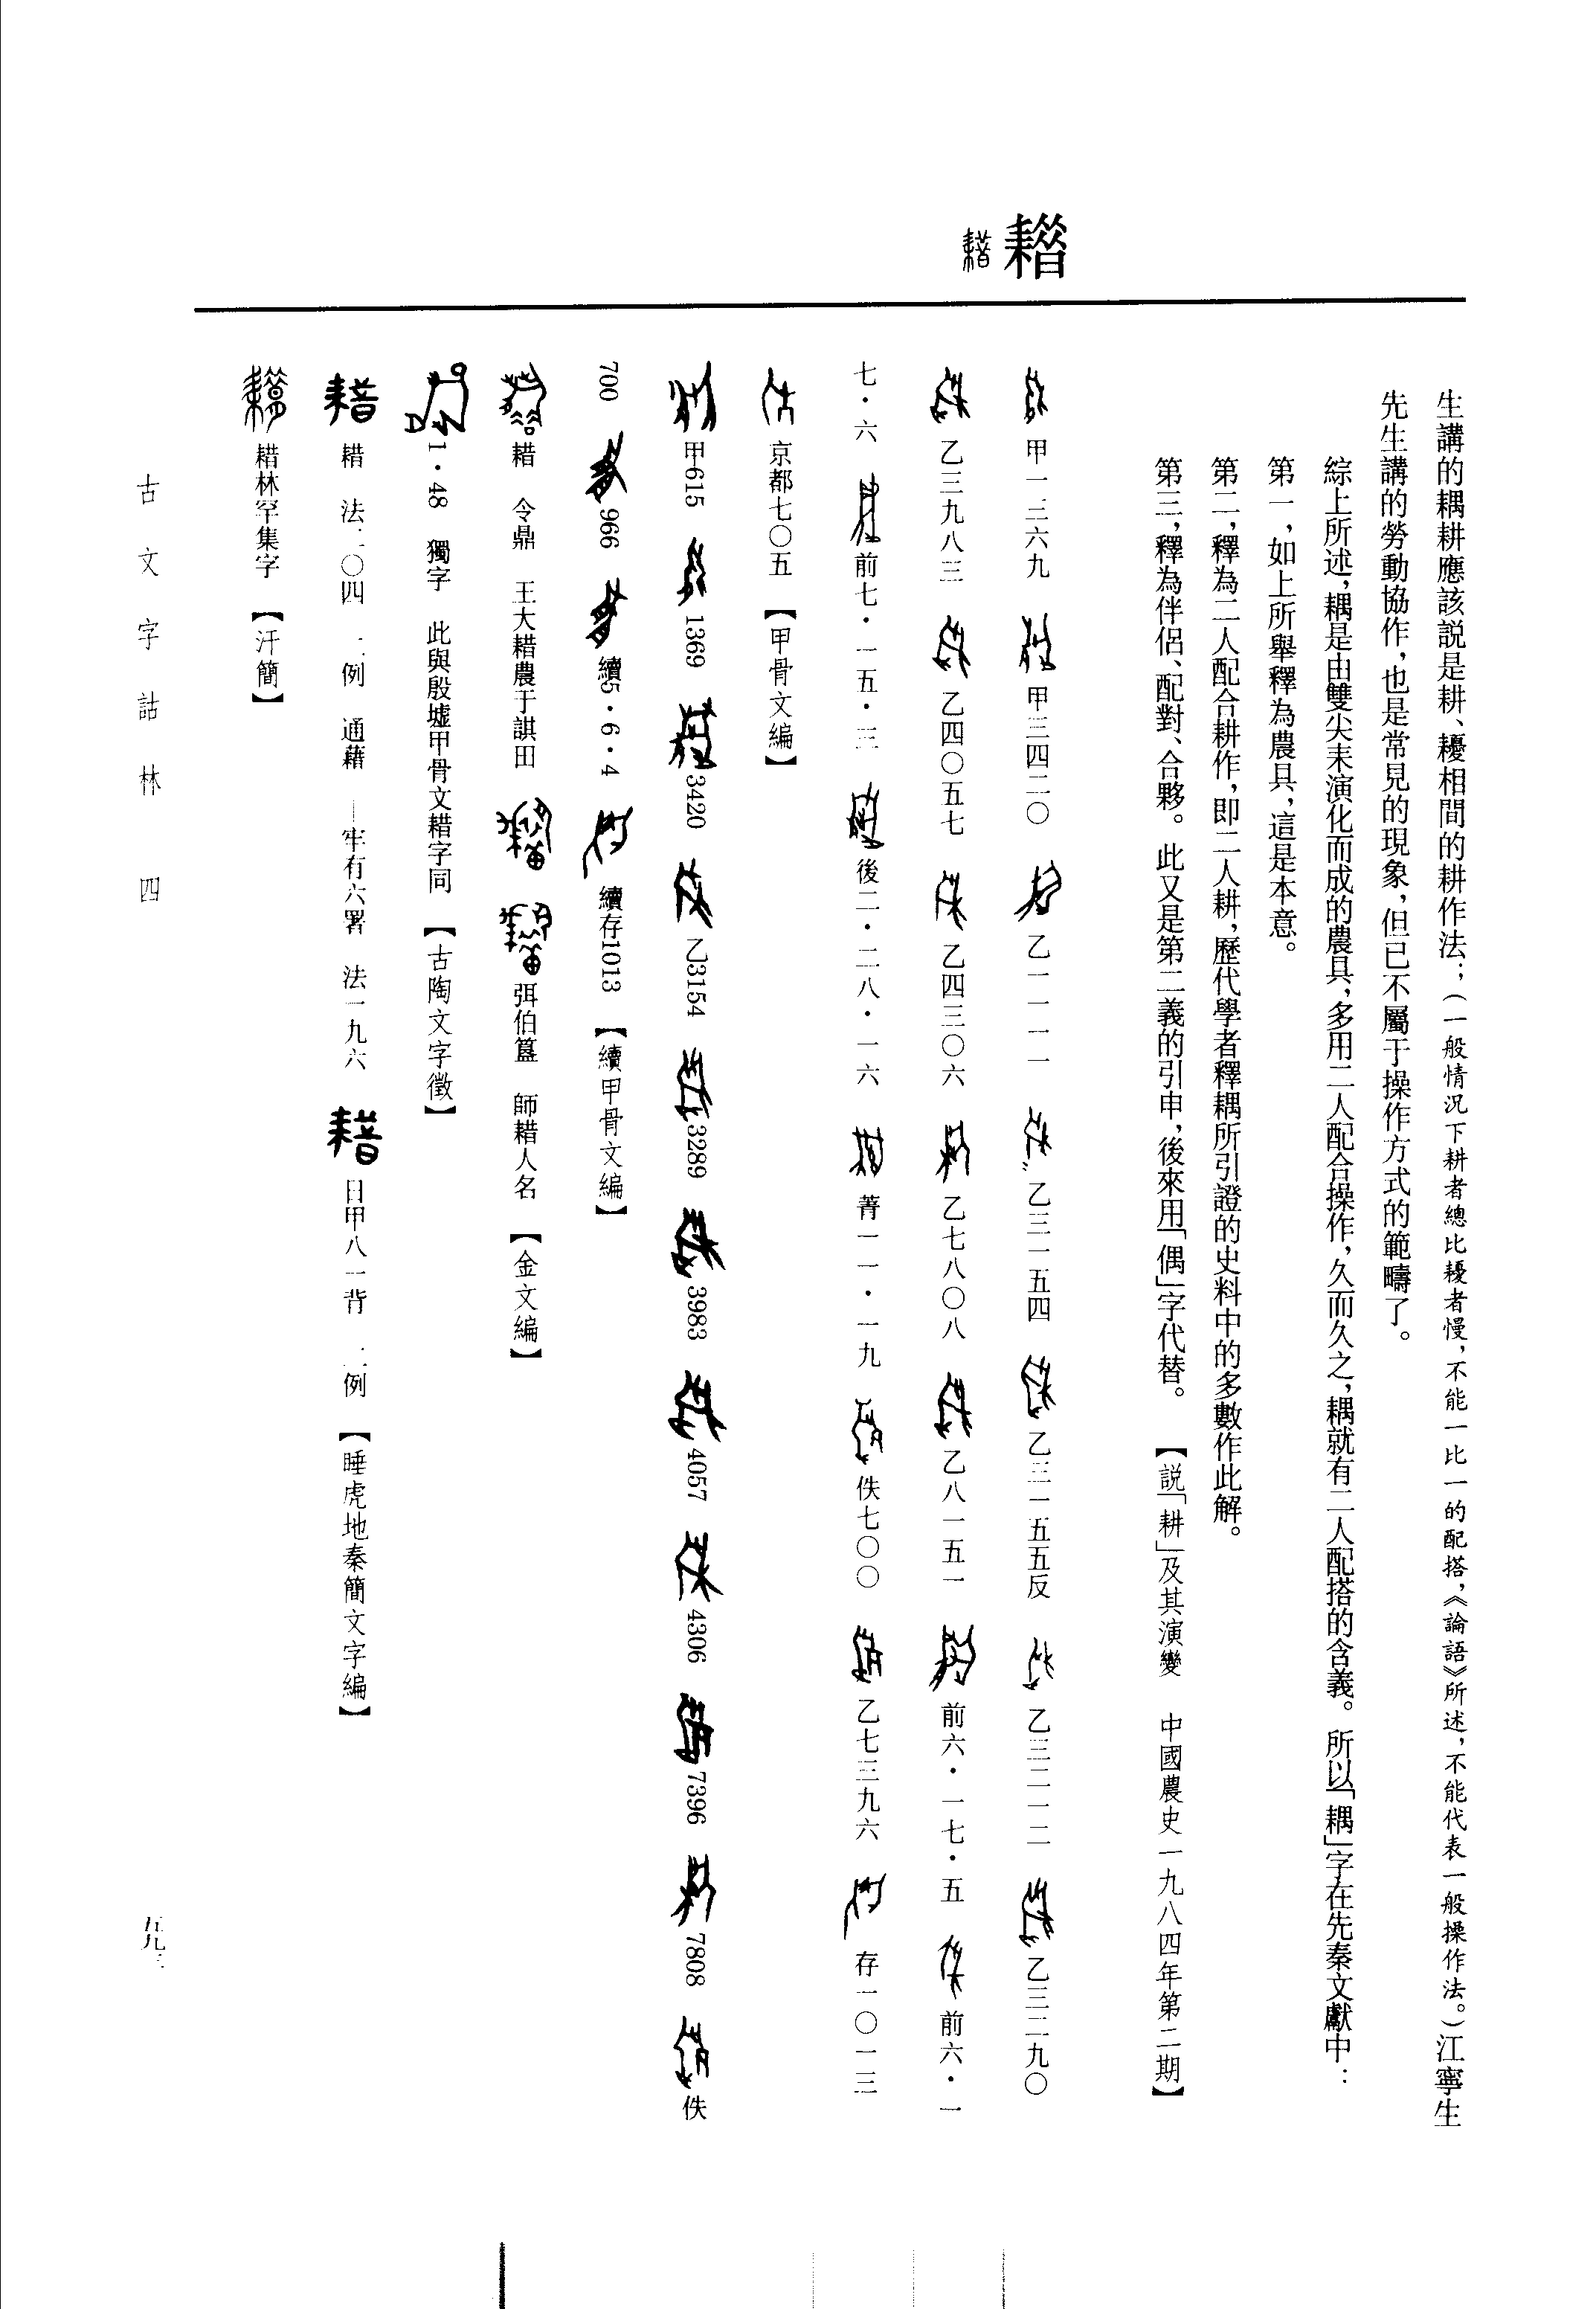 耤
耤
生講的耦耕應該説是耕、耰相間的耕作法；（一般情况下耕者總比耰者慢，不能一比一的配搭，《論語》所述，不能代表一般操作法。）江寧生
先生講的勞動協作，也是常見的現象，但已不屬于操作方式的範疇了。
綜上所述，耦是由雙尖耒演化而成的農具，多用二人配合操作，久而久之，耦就有二人配搭的含義。所以「耦」字在先秦文獻中：
第一，如上所舉釋為農具，這是本意。
第二，釋為二人配合耕作，即二人耕，歷代學者釋耦所引證的史料中的多數作此解。
第三，釋為伴侣、配對、合夥。此又是第二義的引申，後來用「偶」字代替。　【説「耕」及其演變　中國農史一九八四年第二期】
甲一三六九　甲三四二〇　乙一一一一　乙三一五四　乙三一五五反　乙三二一二　乙三二九〇
乙三九八三　乙四〇五七　乙四三〇六　乙七八〇八　乙八一五一　前六・一七・五　前六・一
七・六　前七・一五・三　後二・二八・一六　菁一一・一九　佚七〇〇　乙七三九六　存一〇一三
京都七〇五　【甲骨文編】
甲615　1369　3420　乙3154　3289　3983　4057　4306　7396　7808　佚
700　966　續5・6・4　續存1013　【續甲骨文編】
耤　令鼎　王大耤農于諆田　弭伯簋　師耤人名　【金文編】
1・48　獨字　此與殷墟甲骨文耤字同　【古陶文字徵】
耤　法二〇四　二例　通藉　—牢有六署　法一九六　日甲八一背　二例　【睡虎地秦簡文字編】
耤林罕集字　【汗簡】
古文字詁林　四
五九三